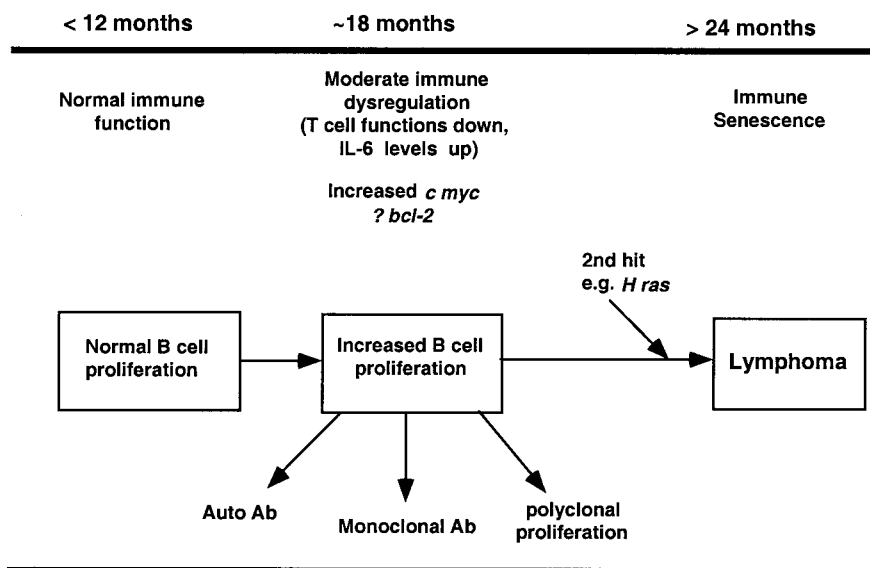 < 12 months
~18 months
> 24 months
Normal immune
function
Moderate immune
dysregulation
(T cell functions down,
IL-6 levels up)
Increased c myc
? bcl-2
Immune
Senescence
2nd hit
e.g. H ras
Normal B cell
proliferation
Increased B cell
proliferation
Lymphoma
Auto Ab
Monoclonal Ab
polyclonal
proliferation